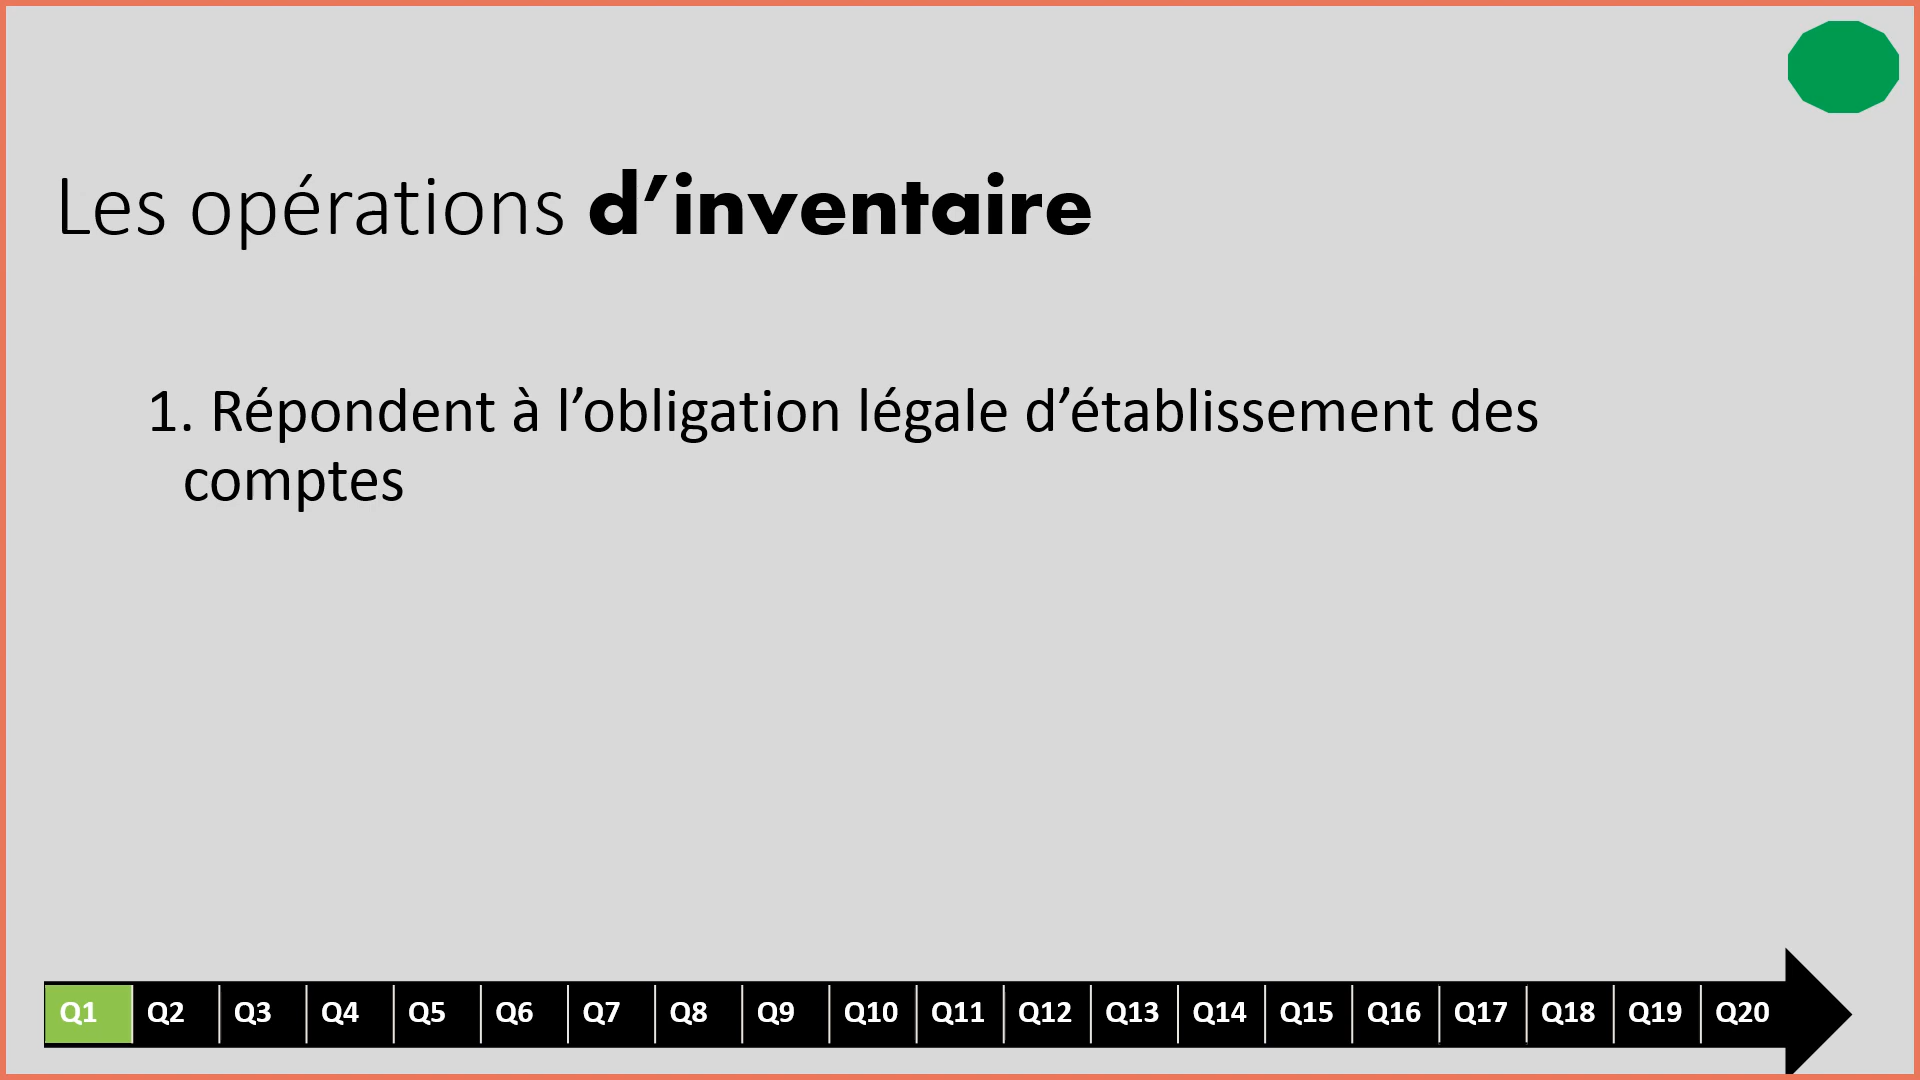 Les opérations d’inventaire
1. Répondent à l’obligation légale d’établissement des
comptes
Q1 Q2 Q3 Q4 Q5 Q6 Q7 Q8 Q9 Q10 Q11 Q12 Q13 Q14 Q15 Q16 Q17 Q18 Q19 Q20